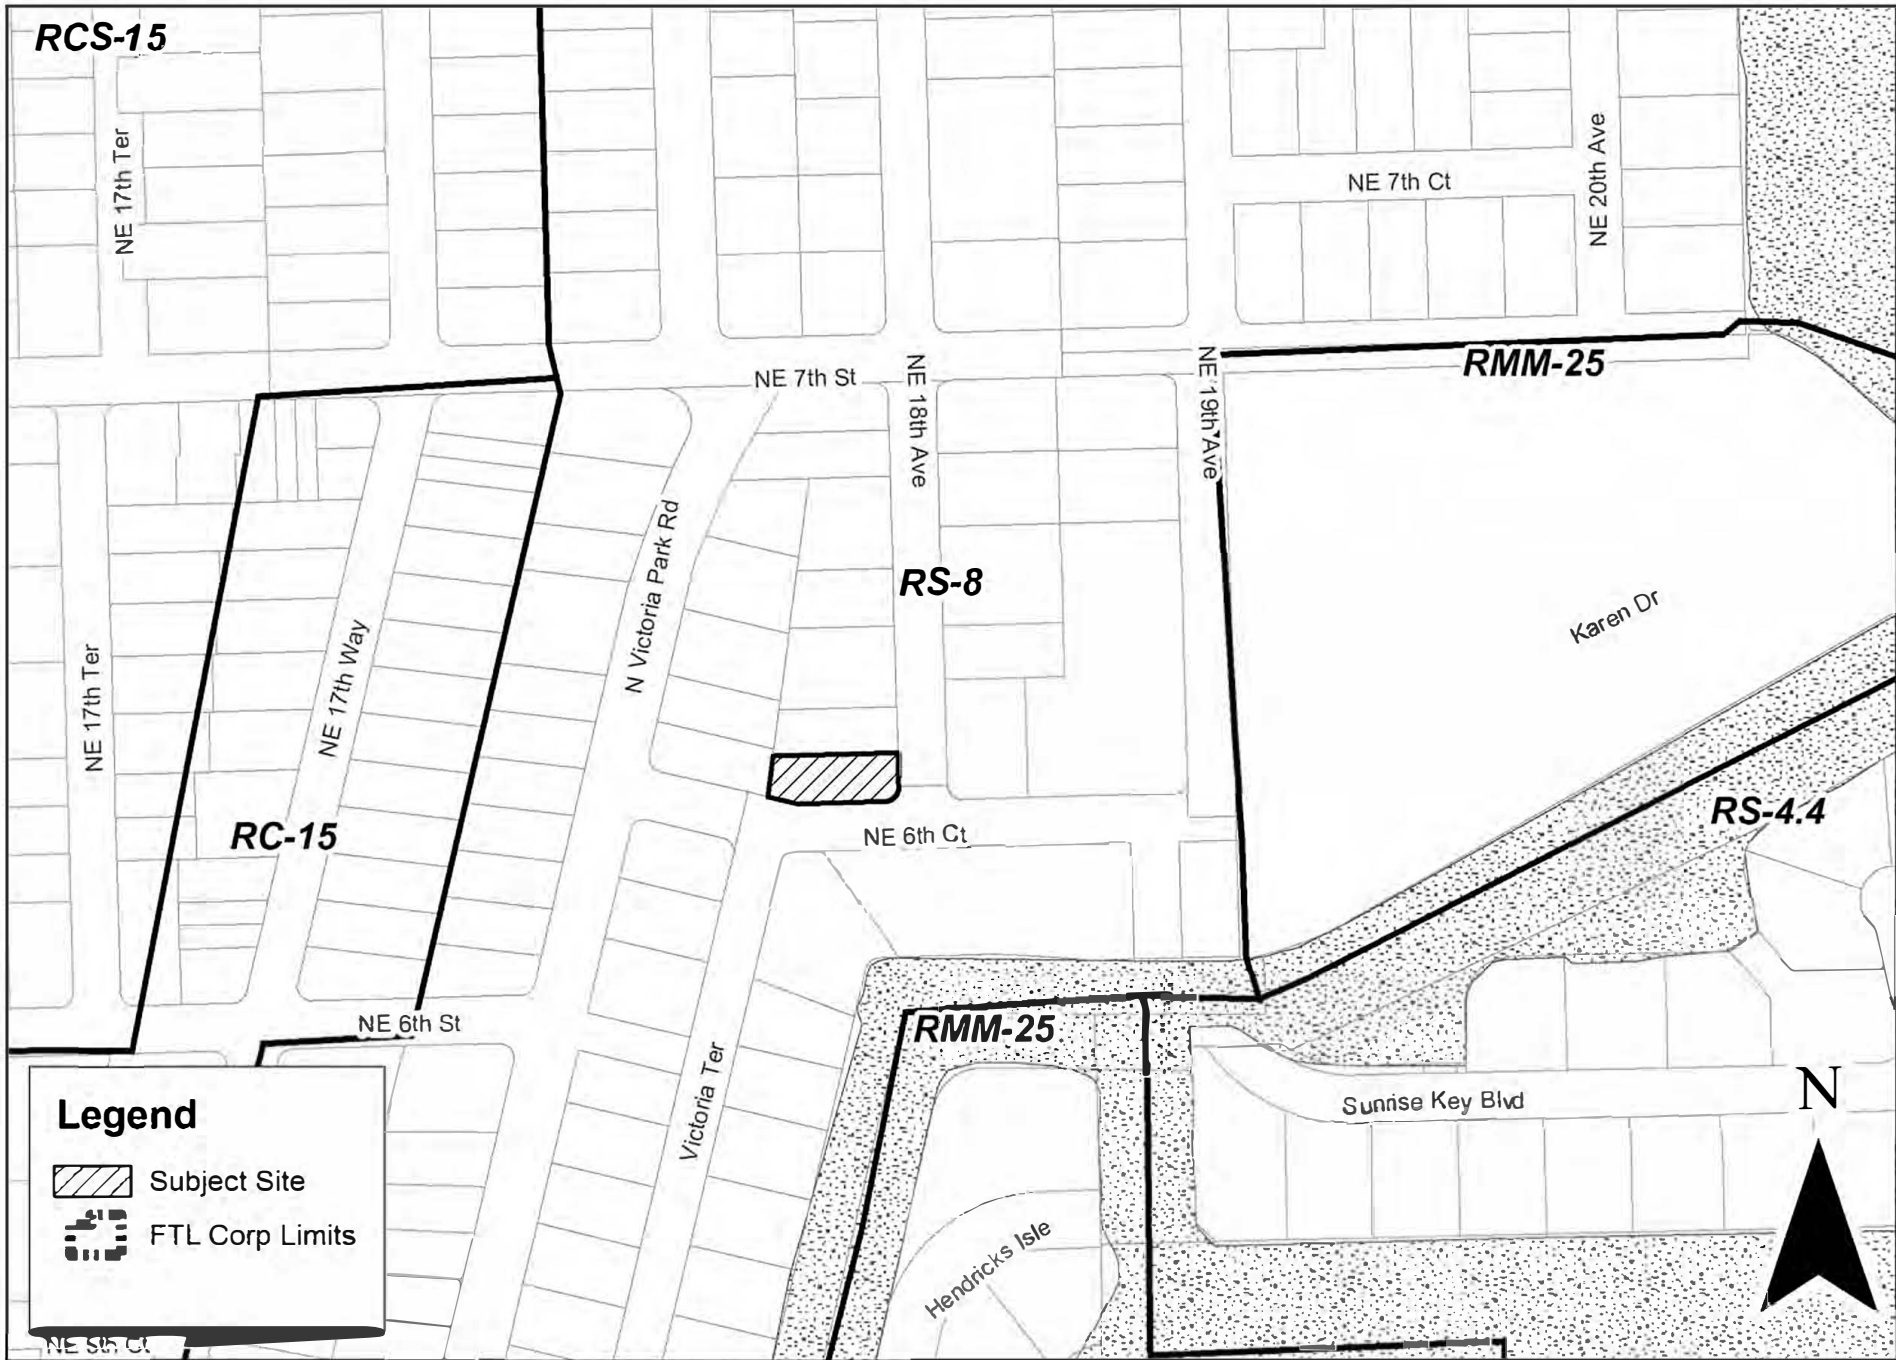 RCS-15
NE 17th Ter
NE 7th Ct
NE 20th Ave
NE 7th St
NE 18th Ave
NE 19th Ave
RMM-25
N Victoria Park Rd
RS-8
Karen Dr
NE 17th Ter
NE 17th Way
RC-15
NE 6th Ct
RS-4.4
NE 6th St
RMM-25
Victoria Ter
Sunrise Key Blvd
Hendricks Isle
N
Legend
Subject Site
FTL Corp Limits
NE 5th Ct